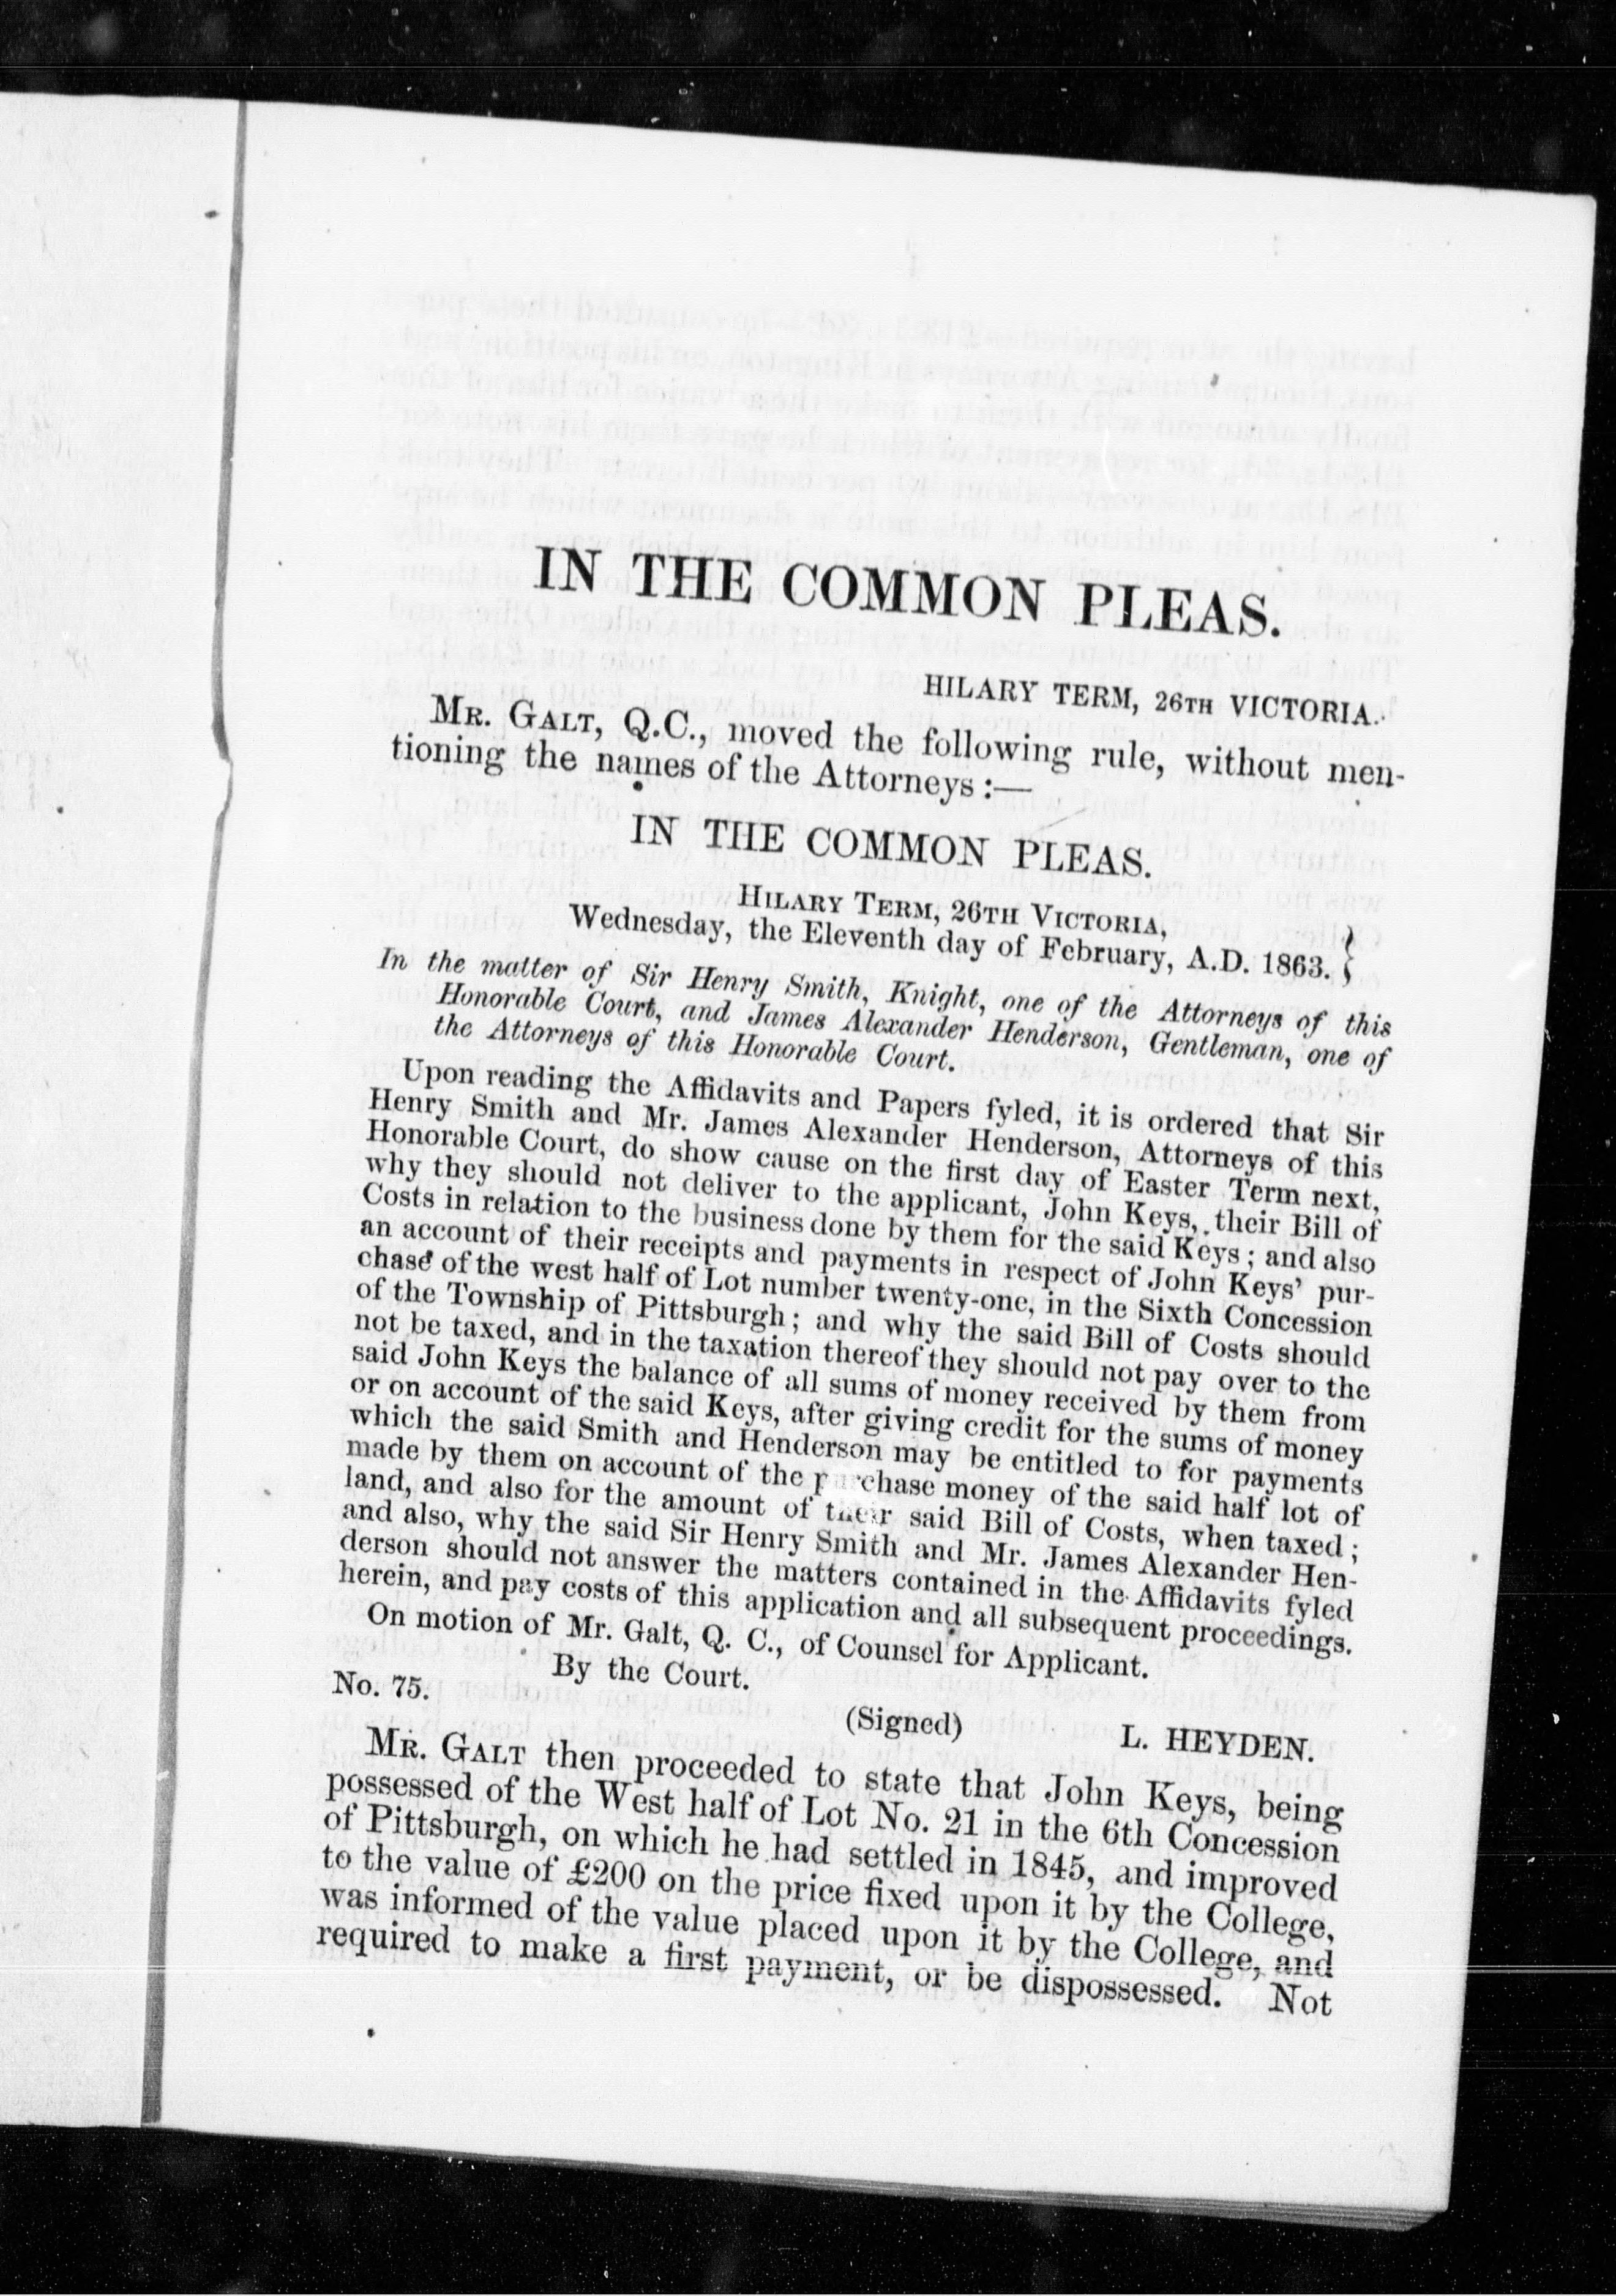 IN THE COMMON PLEAS.
HILARY TERM, 26TH VICTORIA.
MR. GALT, Q.C., moved the following rule, without men-
tioning the names of the Attorneys :—
IN THE COMMON PLEAS.
HILARY TERM, 26TH VICTORIA,
Wednesday, the Eleventh day of February, A.D. 1863. }
In the matter of Sir Henry Smith, Knight, one of the Attorneys of this
Honorable Court, and James Alexander Henderson, Gentleman, one of
the Attorneys of this Honorable Court.
Upon reading the Affidavits and Papers fyled, it is ordered that Sir
Henry Smith and Mr. James Alexander Henderson, Attorneys of this
Honorable Court, do show cause on the first day of Easter Term next,
why they should not deliver to the applicant, John Keys, their Bill of
Costs in relation to the business done by them for the said Keys ; and also
an account of their receipts and payments in respect of John Keys' pur-
chase of the west half of Lot number twenty-one, in the Sixth Concession
of the Township of Pittsburgh ; and why the said Bill of Costs should
not be taxed, and in the taxation thereof they should not pay over to the
said John Keys the balance of all sums of money received by them from
or on account of the said Keys, after giving credit for the sums of money
which the said Smith and Henderson may be entitled to for payments
made by them on account of the purchase money of the said half lot of
land, and also for the amount of their said Bill of Costs, when taxed ;
and also, why the said Sir Henry Smith and Mr. James Alexander Hen-
derson should not answer the matters contained in the Affidavits fyled
herein, and pay costs of this application and all subsequent proceedings.
On motion of Mr. Galt, Q. C., of Counsel for Applicant.
By the Court.
No. 75.
(Signed) L. HEYDEN.
MR. GALT then proceeded to state that John Keys, being
possessed of the West half of Lot No. 21 in the 6th Concession
of Pittsburgh, on which he had settled in 1845, and improved
to the value of £200 on the price fixed upon it by the College,
was informed of the value placed upon it by the College, and
required to make a first payment, or be dispossessed. Not